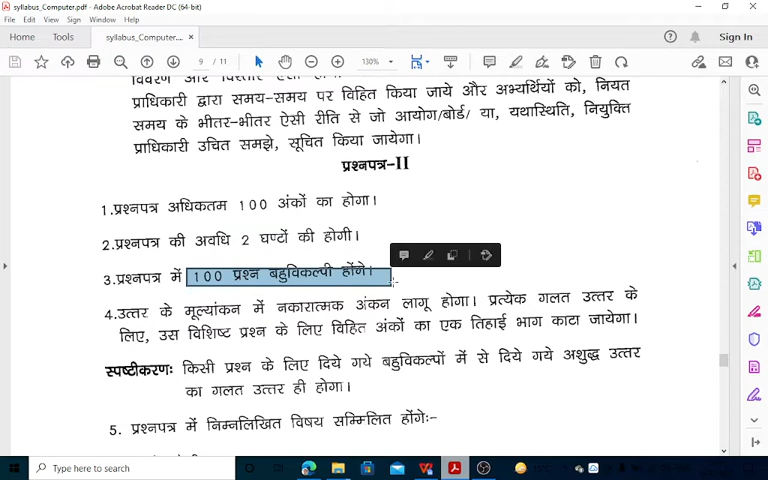 syllabus_Computer.pdf - Adobe Acrobat Reader DC (64-bit)
File Edit View Sign Window Help
Home Tools syllabus_Computer.... × Sign In
9 / 11 130%
विवरण और विस्तार ऐसी
प्राधिकारी द्वारा समय-समय पर विहित किया जाये और अभ्यर्थियों को, नियत
समय के भीतर-भीतर ऐसी रीति से जो आयोग/बोर्ड/ या, यथास्थिति, नियुक्ति
प्राधिकारी उचित समझे, सूचित किया जायेगा।
प्रश्नपत्र-II
1.प्रश्नपत्र अधिकतम 100 अंकों का होगा।
2.प्रश्नपत्र की अवधि 2 घण्टों की होगी।
3.प्रश्नपत्र में 100 प्रश्न बहुविकल्पी होंगे।
4.उत्तर के मूल्यांकन में नकारात्मक अंकन लागू होगा। प्रत्येक गलत उत्तर के
लिए, उस विशिष्ट प्रश्न के लिए विहित अंकों का एक तिहाई भाग काटा जायेगा।
स्पष्टीकरणः किसी प्रश्न के लिए दिये गये बहुविकल्पों में से दिये गये अशुद्ध उत्तर
का गलत उत्तर ही होगा।
5. प्रश्नपत्र में निम्नलिखित विषय सम्मिलित होंगेः-
Type here to search